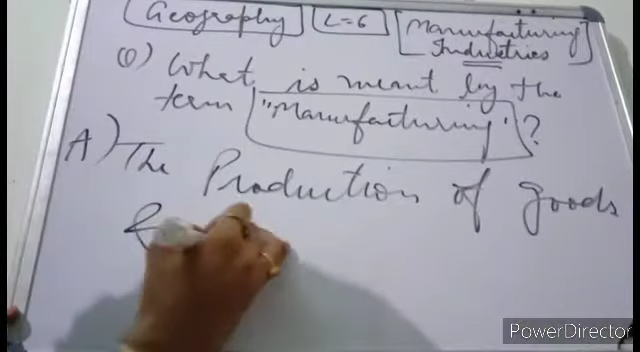 Geography L=6 Manufacturing Industries
Q) What is meant by the
term "Manufacturing"?
A) The Production of goods
&
PowerDirector